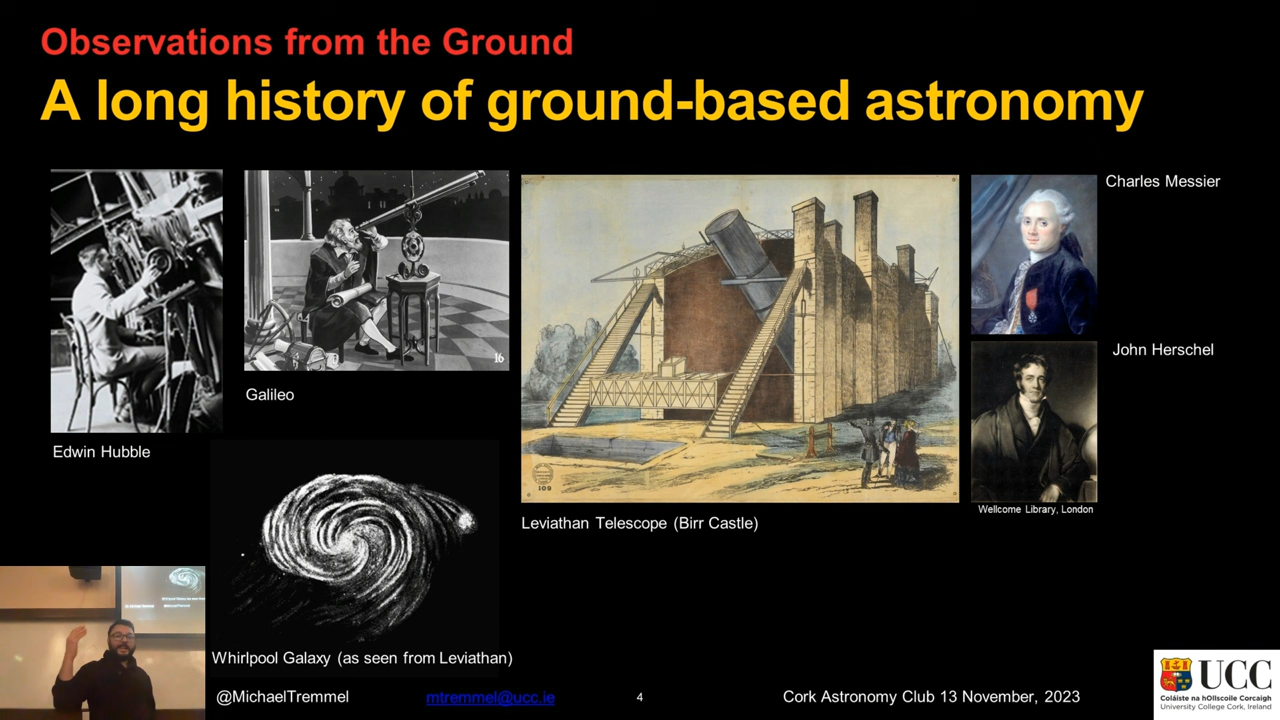 Observations from the Ground
A long history of ground-based astronomy
Charles Messier
John Herschel
16
Galileo
Edwin Hubble
109
Wellcome Library, London
Leviathan Telescope (Birr Castle)
Whirlpool Galaxy (as seen from Leviathan)
@MichaelTremmel
mtremmel@ucc.ie
4
Cork Astronomy Club 13 November, 2023
UCC
Coláiste na hOllscoile Corcaigh
University College Cork, Ireland